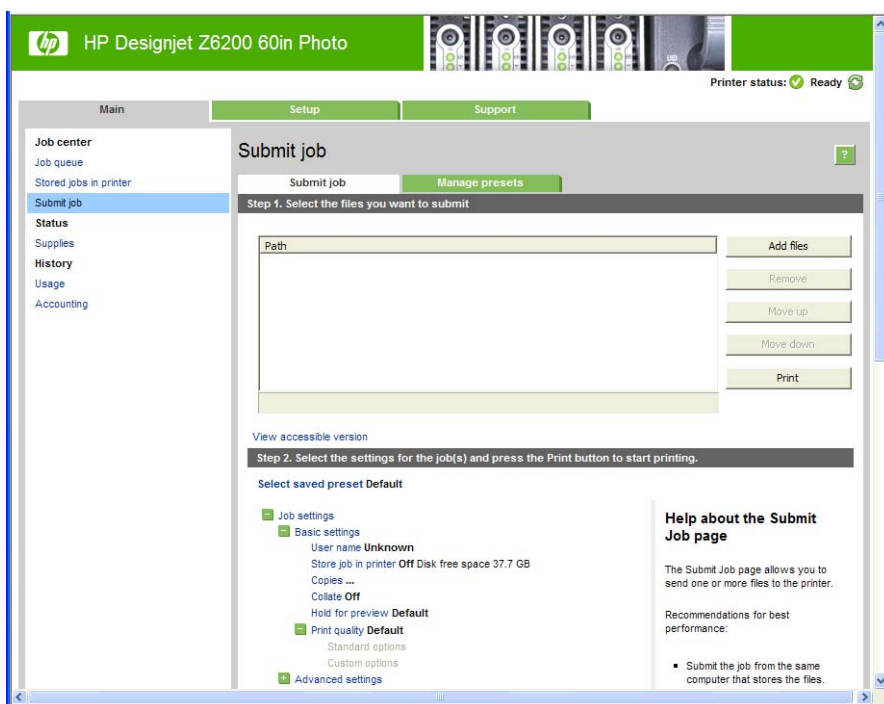 hp HP Designjet Z6200 60in Photo
Printer status: Ready
Main Setup Support
Job center
Job queue
Stored jobs in printer
Submit job
Status
Supplies
History
Usage
Accounting
Submit job
?
Submit job Manage presets
Step 1. Select the files you want to submit
Path
Add files
Remove
Move up
Move down
Print
View accessible version
Step 2. Select the settings for the job(s) and press the Print button to start printing.
Select saved preset Default
Job settings
Basic settings
User name Unknown
Store job in printer Off Disk free space 37.7 GB
Copies ...
Collate Off
Hold for preview Default
Print quality Default
Standard options
Custom options
Advanced settings
Help about the Submit
Job page
The Submit Job page allows you to
send one or more files to the printer.
Recommendations for best
performance:
Submit the job from the same
computer that stores the files.